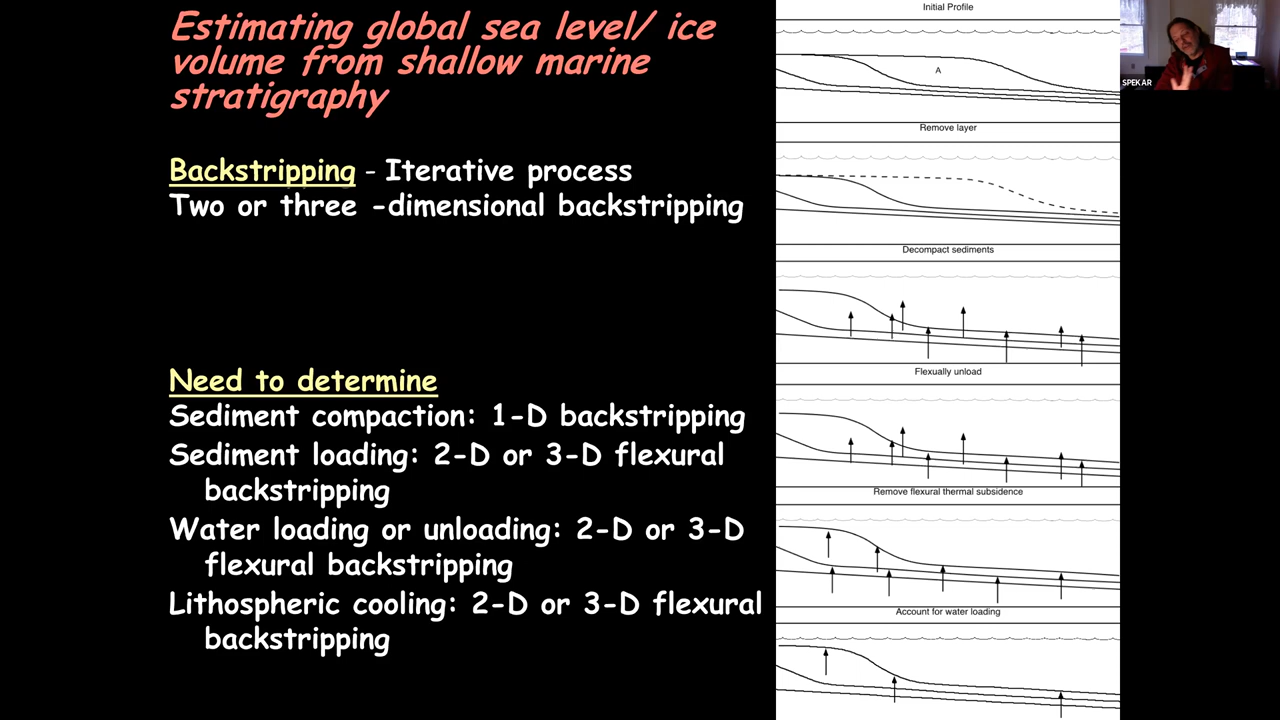 Estimating global sea level/ ice
volume from shallow marine
stratigraphy
Backstripping - Iterative process
Two or three -dimensional backstripping
Need to determine
Sediment compaction: 1-D backstripping
Sediment loading: 2-D or 3-D flexural
backstripping
Water loading or unloading: 2-D or 3-D
flexural backstripping
Lithospheric cooling: 2-D or 3-D flexural
backstripping
Initial Profile
A
Remove layer
Decompact sediments
Flexually unload
Remove flexural thermal subsidence
Account for water loading
SPEKAR